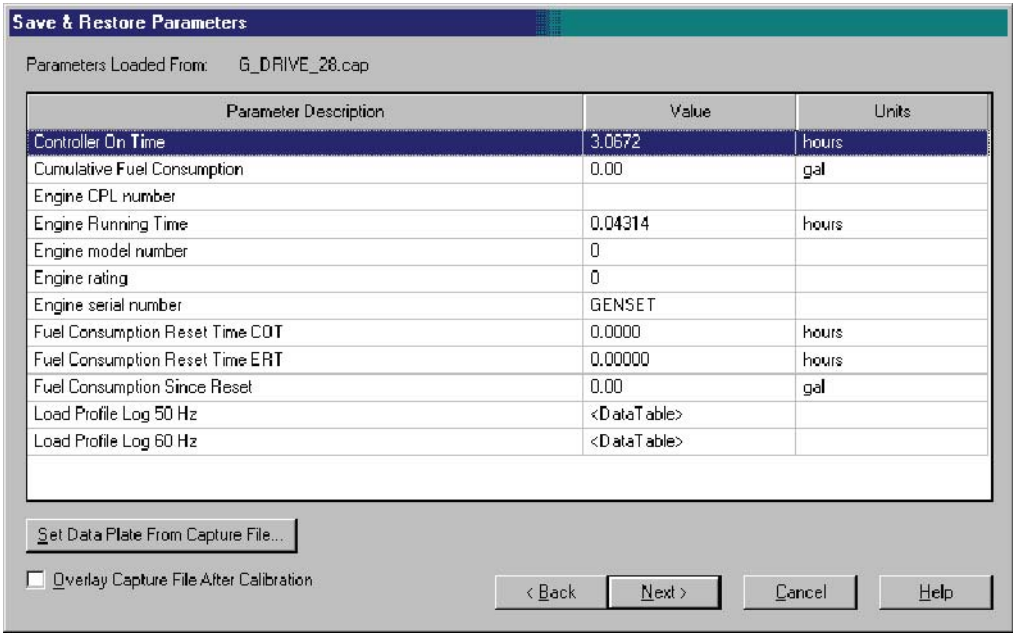 Save & Restore Parameters
Parameters Loaded From: G_DRIVE_28.cap
Parameter Description Value Units
Controller On Time 3.0672 hours
Cumulative Fuel Consumption 0.00 gal
Engine CPL number
Engine Running Time 0.04314 hours
Engine model number 0
Engine rating 0
Engine serial number GENSET
Fuel Consumption Reset Time COT 0.0000 hours
Fuel Consumption Reset Time ERT 0.00000 hours
Fuel Consumption Since Reset 0.00 gal
Load Profile Log 50 Hz <DataTable>
Load Profile Log 60 Hz <DataTable>
Set Data Plate From Capture File...
Overlay Capture File After Calibration
< Back Next > Cancel Help